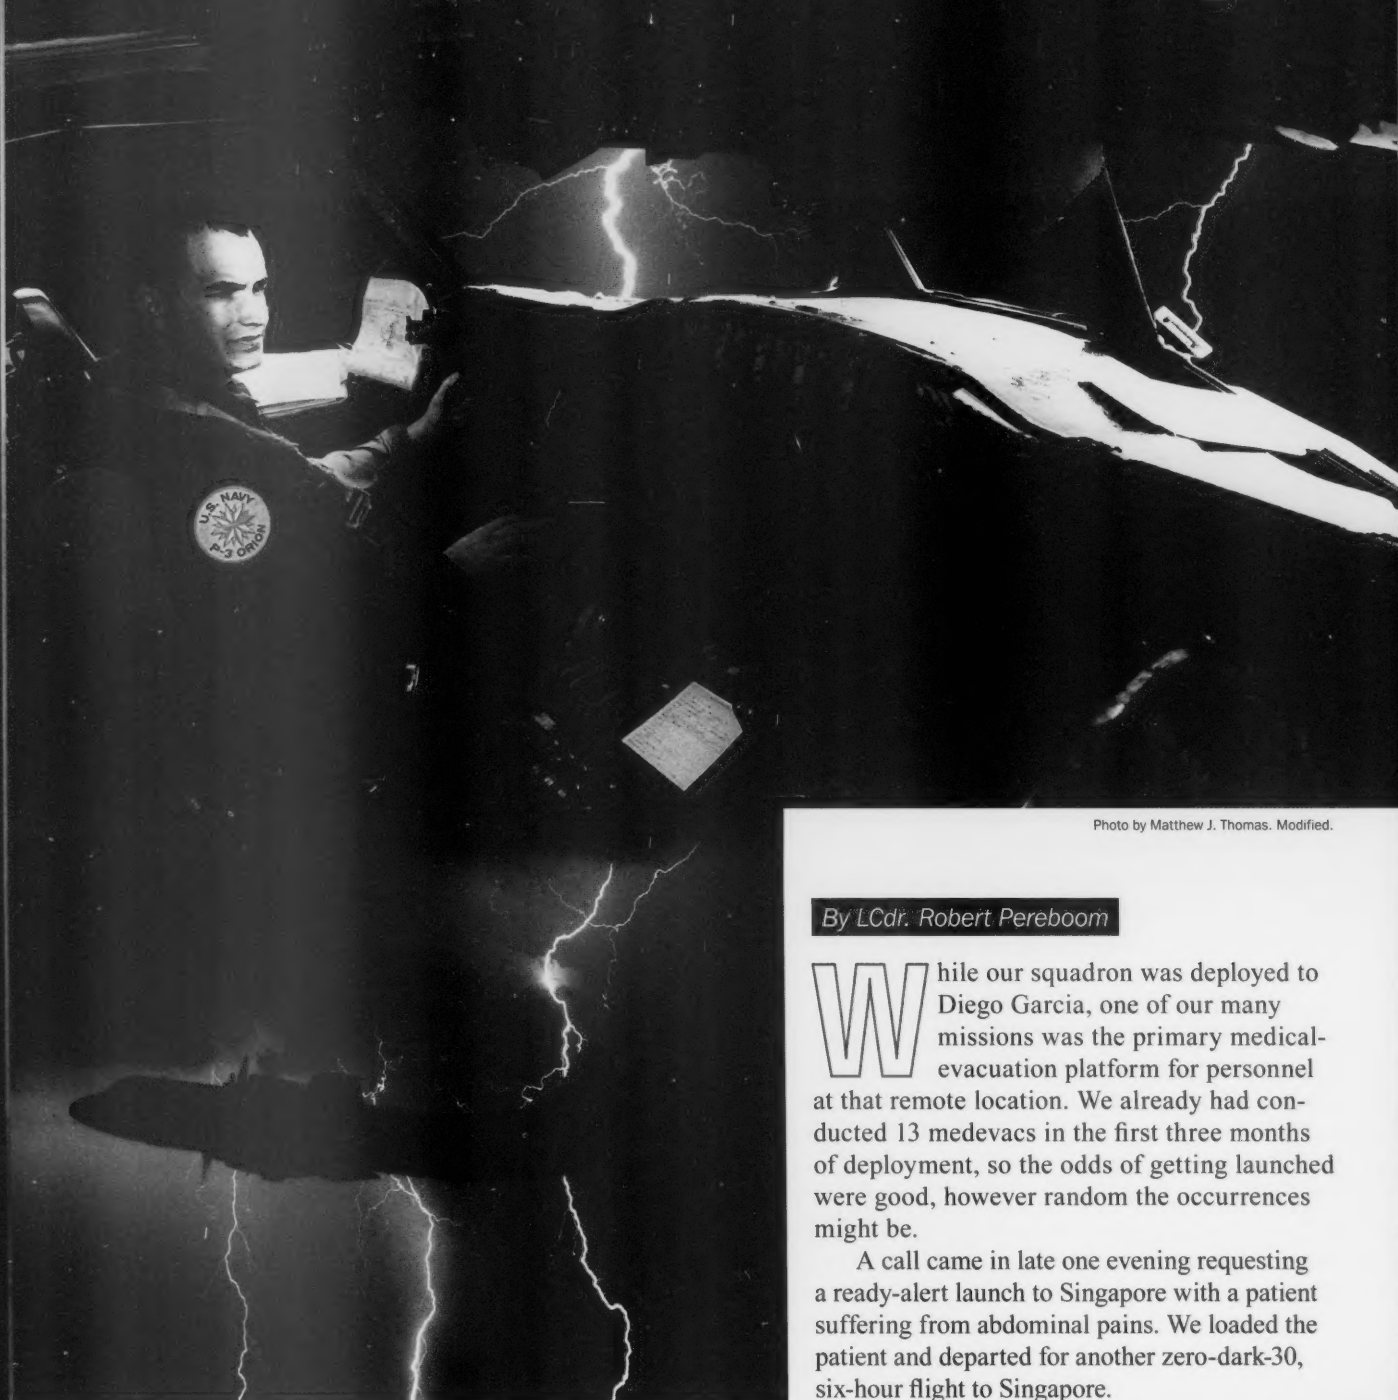 U.S. NAVY
P-3 ORION
Photo by Matthew J. Thomas. Modified.
By LCdr. Robert Pereboom
While our squadron was deployed to
Diego Garcia, one of our many
missions was the primary medical-
evacuation platform for personnel
at that remote location. We already had con-
ducted 13 medevacs in the first three months
of deployment, so the odds of getting launched
were good, however random the occurrences
might be.
A call came in late one evening requesting
a ready-alert launch to Singapore with a patient
suffering from abdominal pains. We loaded the
patient and departed for another zero-dark-30,
six-hour flight to Singapore.